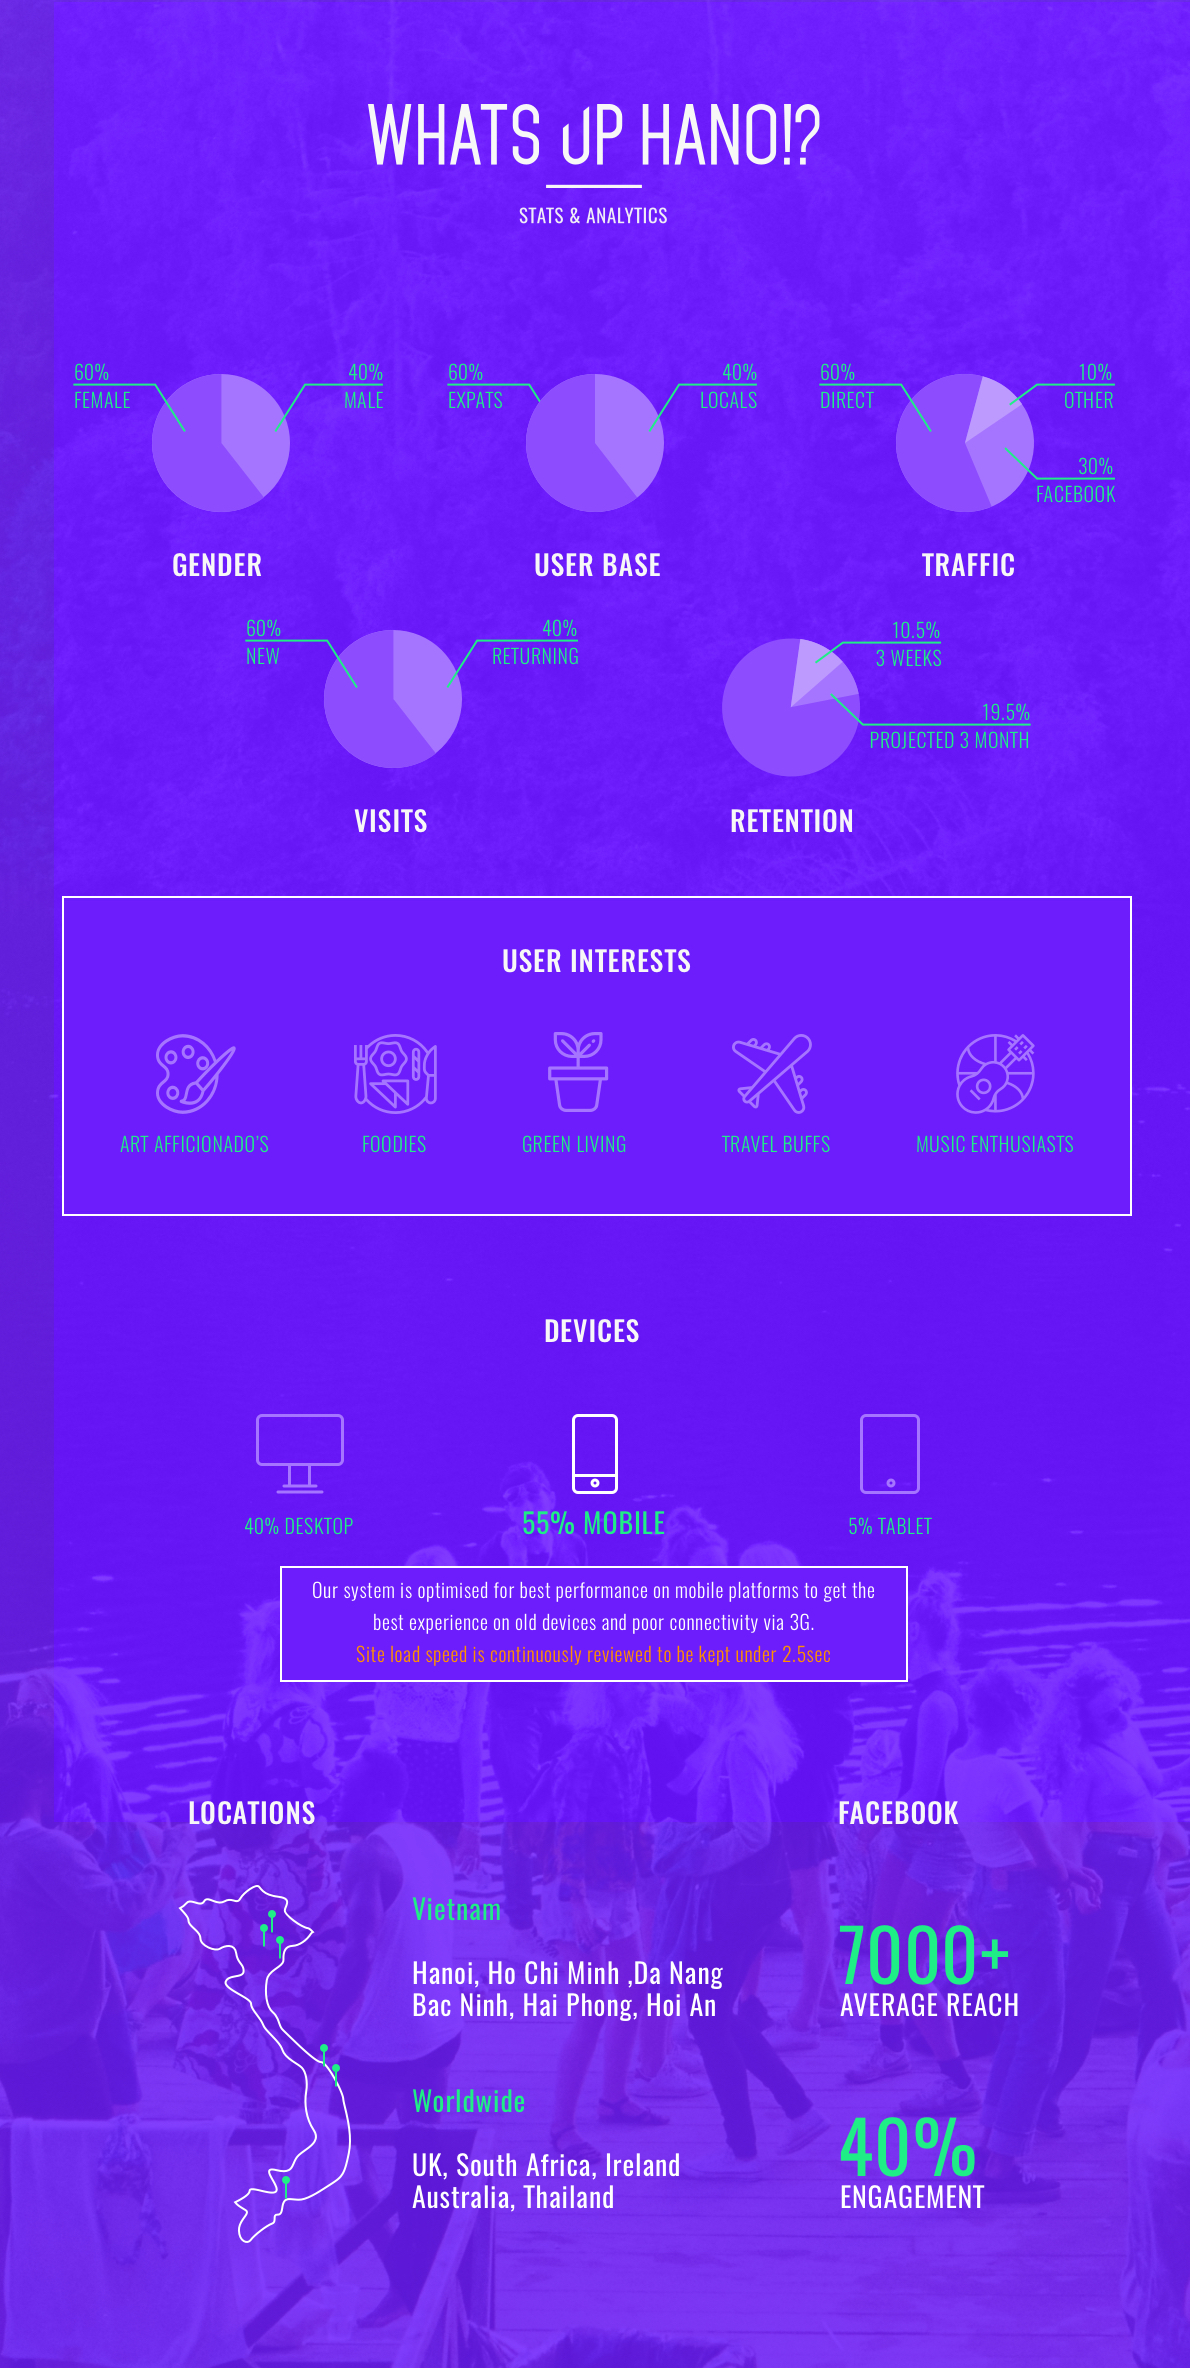 WHATS UP HANOI!?
STATS & ANALYTICS
60%
FEMALE
40%
MALE
GENDER
60%
EXPATS
40%
LOCALS
USER BASE
60%
DIRECT
10%
OTHER
30%
FACEBOOK
TRAFFIC
60%
NEW
40%
RETURNING
VISITS
10.5%
3 WEEKS
19.5%
PROJECTED 3 MONTH
RETENTION
USER INTERESTS
ART AFFICIONADO'S
FOODIES
GREEN LIVING
TRAVEL BUFFS
MUSIC ENTHUSIASTS
DEVICES
40% DESKTOP
55% MOBILE
5% TABLET
Our system is optimised for best performance on mobile platforms to get the
best experience on old devices and poor connectivity via 3G.
Site load speed is continuously reviewed to be kept under 2.5sec
LOCATIONS
Vietnam
Hanoi, Ho Chi Minh ,Da Nang
Bac Ninh, Hai Phong, Hoi An
Worldwide
UK, South Africa, Ireland
Australia, Thailand
FACEBOOK
7000+
AVERAGE REACH
40%
ENGAGEMENT